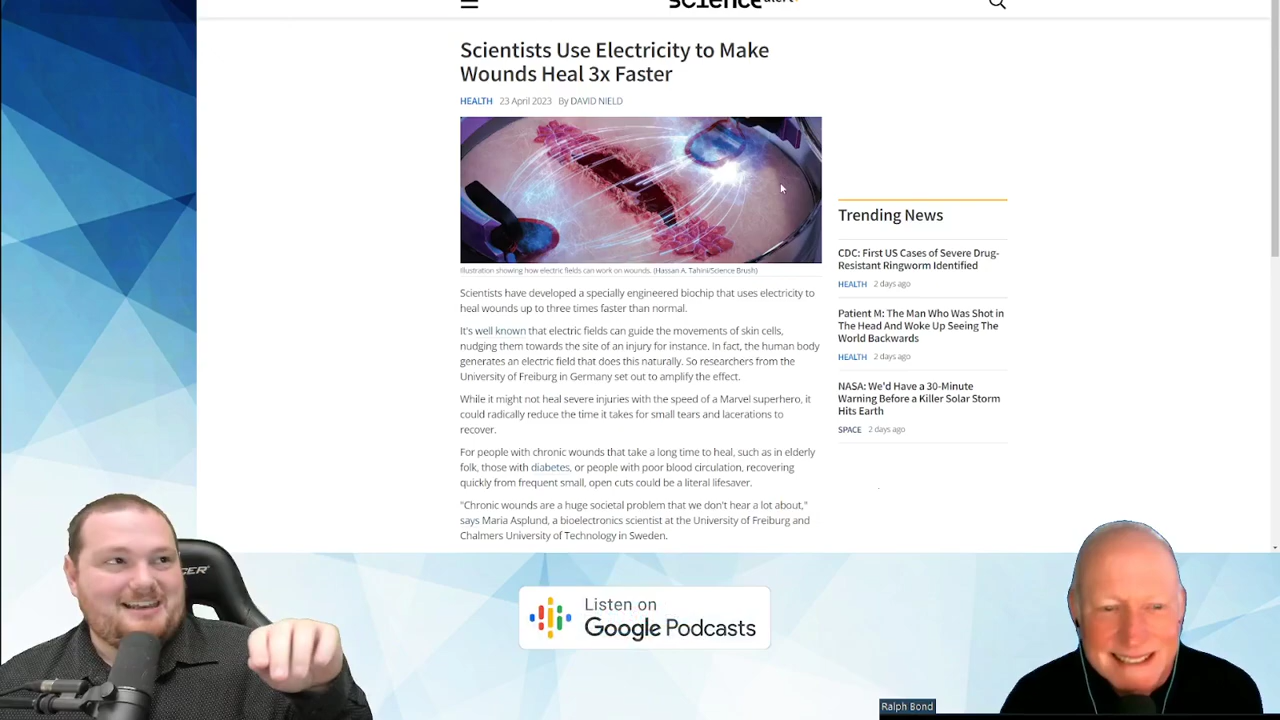 science alert
Scientists Use Electricity to Make
Wounds Heal 3x Faster
HEALTH 23 April 2023 By DAVID NIELD
Illustration showing how electric fields can work on wounds. (Hassan A. Tahini/Science Brush)
Scientists have developed a specially engineered biochip that uses electricity to
heal wounds up to three times faster than normal.
It's well known that electric fields can guide the movements of skin cells,
nudging them towards the site of an injury for instance. In fact, the human body
generates an electric field that does this naturally. So researchers from the
University of Freiburg in Germany set out to amplify the effect.
While it might not heal severe injuries with the speed of a Marvel superhero, it
could radically reduce the time it takes for small tears and lacerations to
recover.
For people with chronic wounds that take a long time to heal, such as in elderly
folk, those with diabetes, or people with poor blood circulation, recovering
quickly from frequent small, open cuts could be a literal lifesaver.
"Chronic wounds are a huge societal problem that we don't hear a lot about,"
says Maria Asplund, a bioelectronics scientist at the University of Freiburg and
Chalmers University of Technology in Sweden.
Trending News
CDC: First US Cases of Severe Drug-
Resistant Ringworm Identified
HEALTH 2 days ago
Patient M: The Man Who Was Shot in
The Head And Woke Up Seeing The
World Backwards
HEALTH 2 days ago
NASA: We'd Have a 30-Minute
Warning Before a Killer Solar Storm
Hits Earth
SPACE 2 days ago
Listen on
Google Podcasts
Ralph Bond